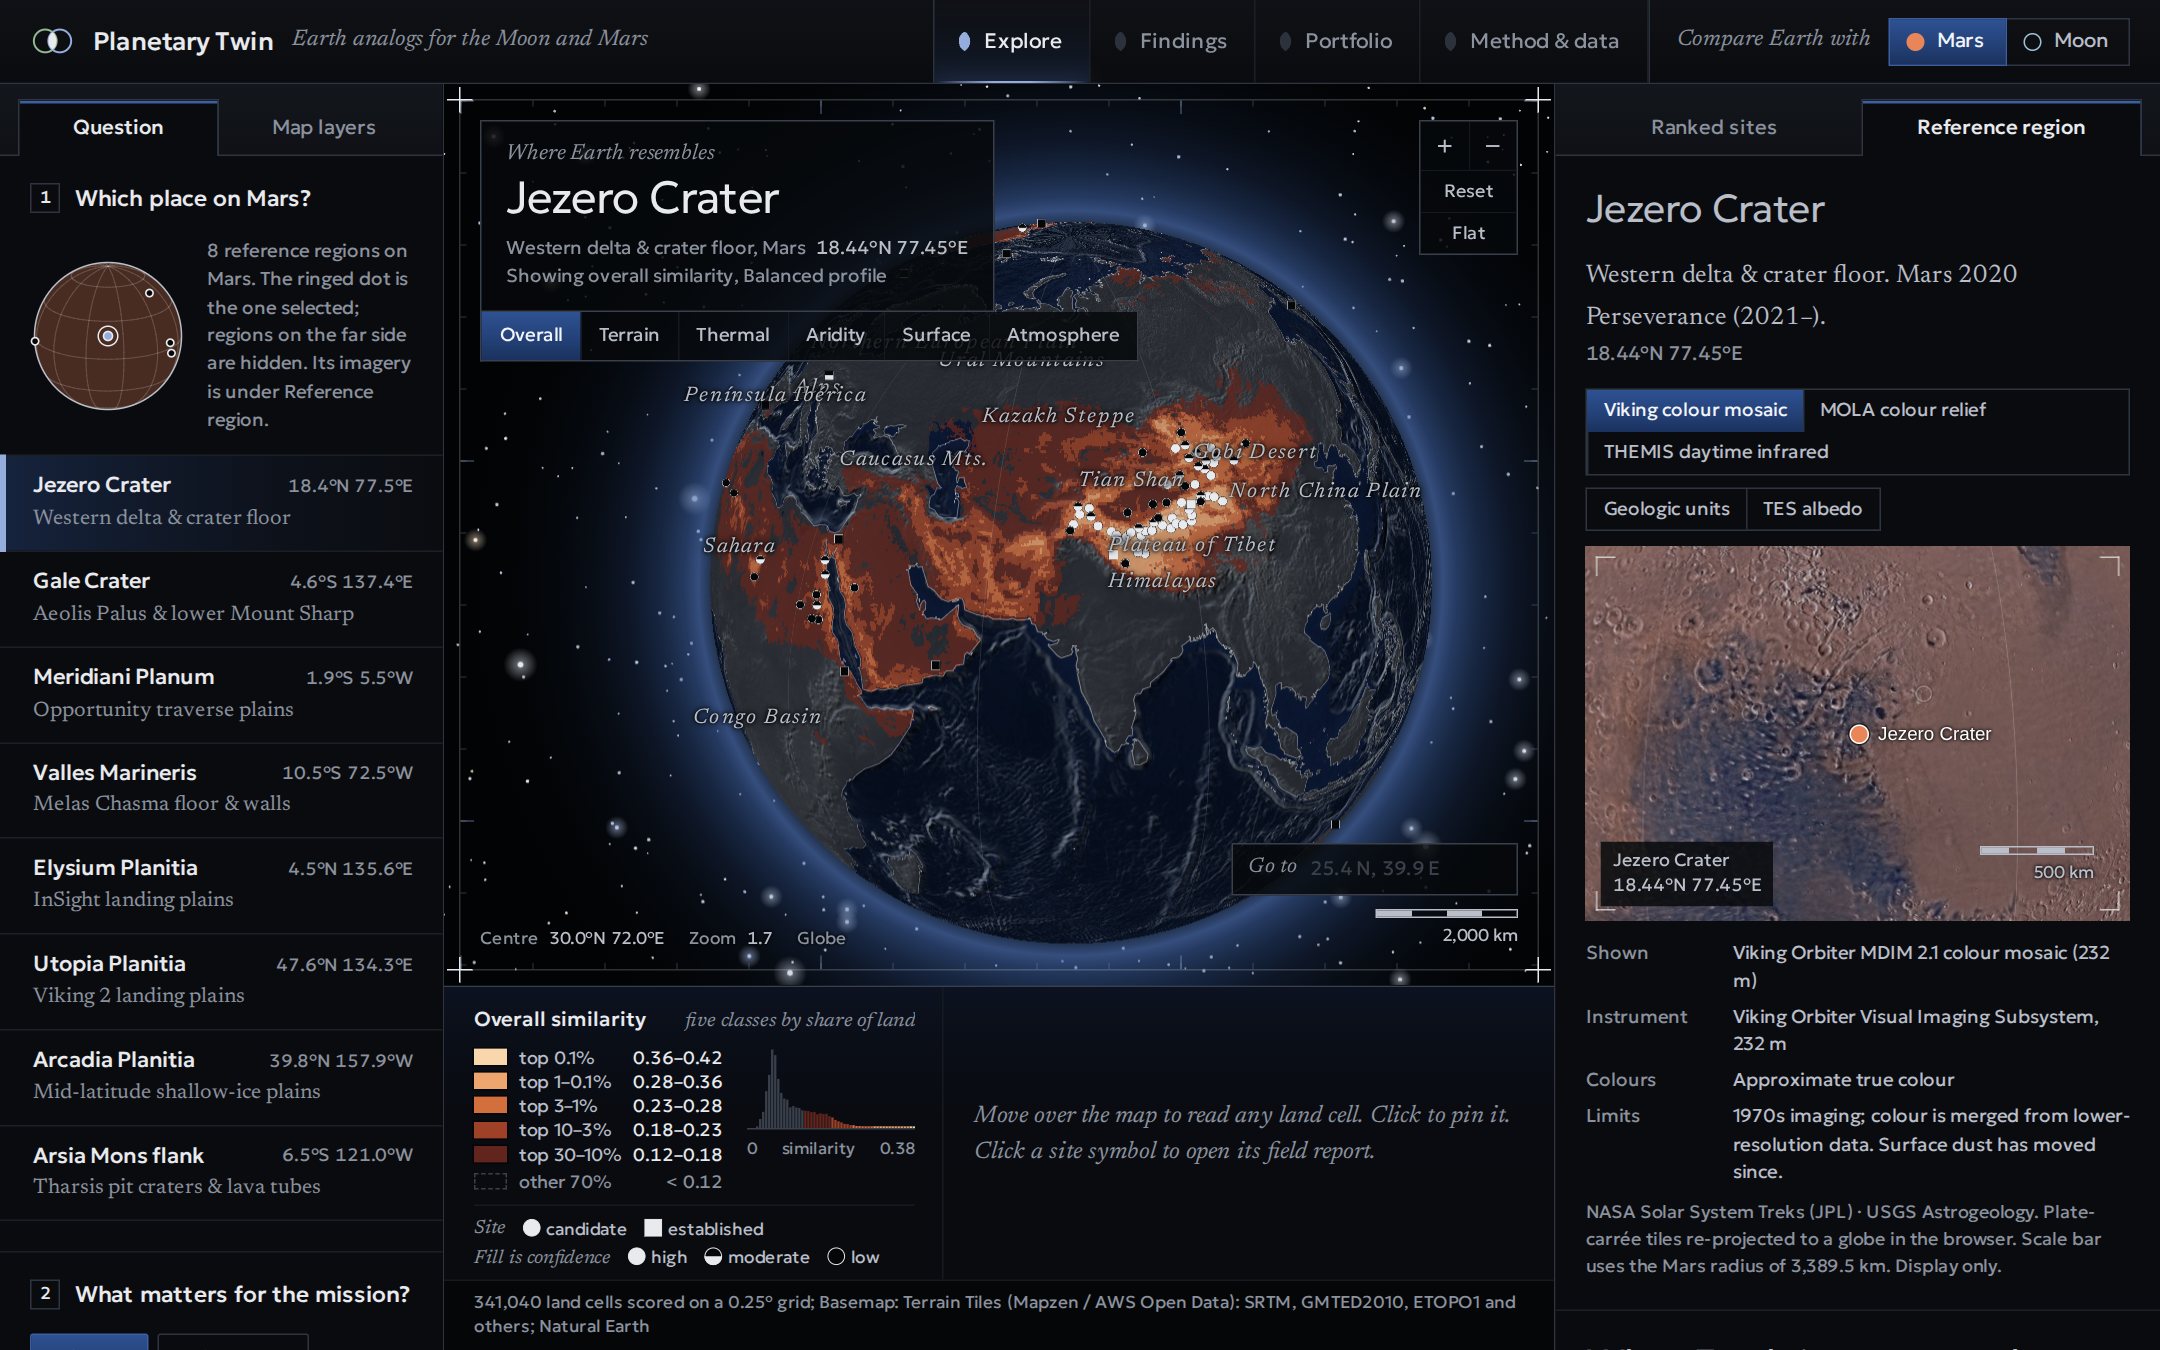 Planetary Twin
Earth analogs for the Moon and Mars
Explore
Findings
Portfolio
Method & data
Compare Earth with
Mars
Moon
Question
Map layers
1
Which place on Mars?
8 reference regions on
Mars. The ringed dot is
the one selected;
regions on the far side
are hidden. Its imagery
is under Reference
region.
Jezero Crater 18.4°N 77.5°E
Western delta & crater floor
Gale Crater 4.6°S 137.4°E
Aeolis Palus & lower Mount Sharp
Meridiani Planum 1.9°S 5.5°W
Opportunity traverse plains
Valles Marineris 10.5°S 72.5°W
Melas Chasma floor & walls
Elysium Planitia 4.5°N 135.6°E
InSight landing plains
Utopia Planitia 47.6°N 134.3°E
Viking 2 landing plains
Arcadia Planitia 39.8°N 157.9°W
Mid-latitude shallow-ice plains
Arsia Mons flank 6.5°S 121.0°W
Tharsis pit craters & lava tubes
2
What matters for the mission?
Where Earth resembles
Jezero Crater
Western delta & crater floor, Mars 18.44°N 77.45°E
Showing overall similarity, Balanced profile
Overall
Terrain
Thermal
Aridity
Surface
Atmosphere
+
−
Reset
Flat
Northern European Plain
Ural Mountains
Alps
Península Ibérica
Kazakh Steppe
Caucasus Mts.
Gobi Desert
Tian Shan
North China Plain
Sahara
Plateau of Tibet
Himalayas
Congo Basin
Go to 25.4 N, 39.9 E
Centre 30.0°N 72.0°E Zoom 1.7 Globe
2,000 km
Overall similarity five classes by share of land
top 0.1% 0.36–0.42
top 1–0.1% 0.28–0.36
top 3–1% 0.23–0.28
top 10–3% 0.18–0.23
top 30–10% 0.12–0.18
other 70% < 0.12
0 similarity 0.38
Site candidate established
Fill is confidence high moderate low
Move over the map to read any land cell. Click to pin it.
Click a site symbol to open its field report.
341,040 land cells scored on a 0.25° grid; Basemap: Terrain Tiles (Mapzen / AWS Open Data): SRTM, GMTED2010, ETOPO1 and
others; Natural Earth
Ranked sites
Reference region
Jezero Crater
Western delta & crater floor. Mars 2020
Perseverance (2021–).
18.44°N 77.45°E
Viking colour mosaic
MOLA colour relief
THEMIS daytime infrared
Geologic units
TES albedo
Jezero Crater
Jezero Crater
18.44°N 77.45°E
500 km
Shown Viking Orbiter MDIM 2.1 colour mosaic (232
m)
Instrument Viking Orbiter Visual Imaging Subsystem,
232 m
Colours Approximate true colour
Limits 1970s imaging; colour is merged from lower-
resolution data. Surface dust has moved
since.
NASA Solar System Treks (JPL) · USGS Astrogeology. Plate-
carrée tiles re-projected to a globe in the browser. Scale bar
uses the Mars radius of 3,389.5 km. Display only.